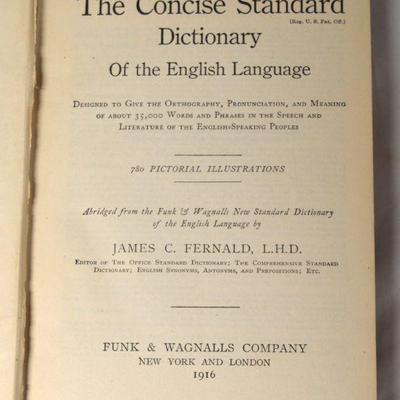 The Concise Standard
(Reg. U. S. Pat. Off.)
Dictionary
Of the English Language
Designed to Give the Orthography, Pronunciation, and Meaning
of about 35,000 Words and Phrases in the Speech and
Literature of the English=Speaking Peoples
780 PICTORIAL ILLUSTRATIONS
Abridged from the Funk & Wagnalls New Standard Dictionary
of the English Language by
JAMES C. FERNALD, L.H.D.
Editor of The Office Standard Dictionary; The Comprehensive Standard
Dictionary; English Synonyms, Antonyms, and Prepositions; Etc.
FUNK & WAGNALLS COMPANY
NEW YORK AND LONDON
1916